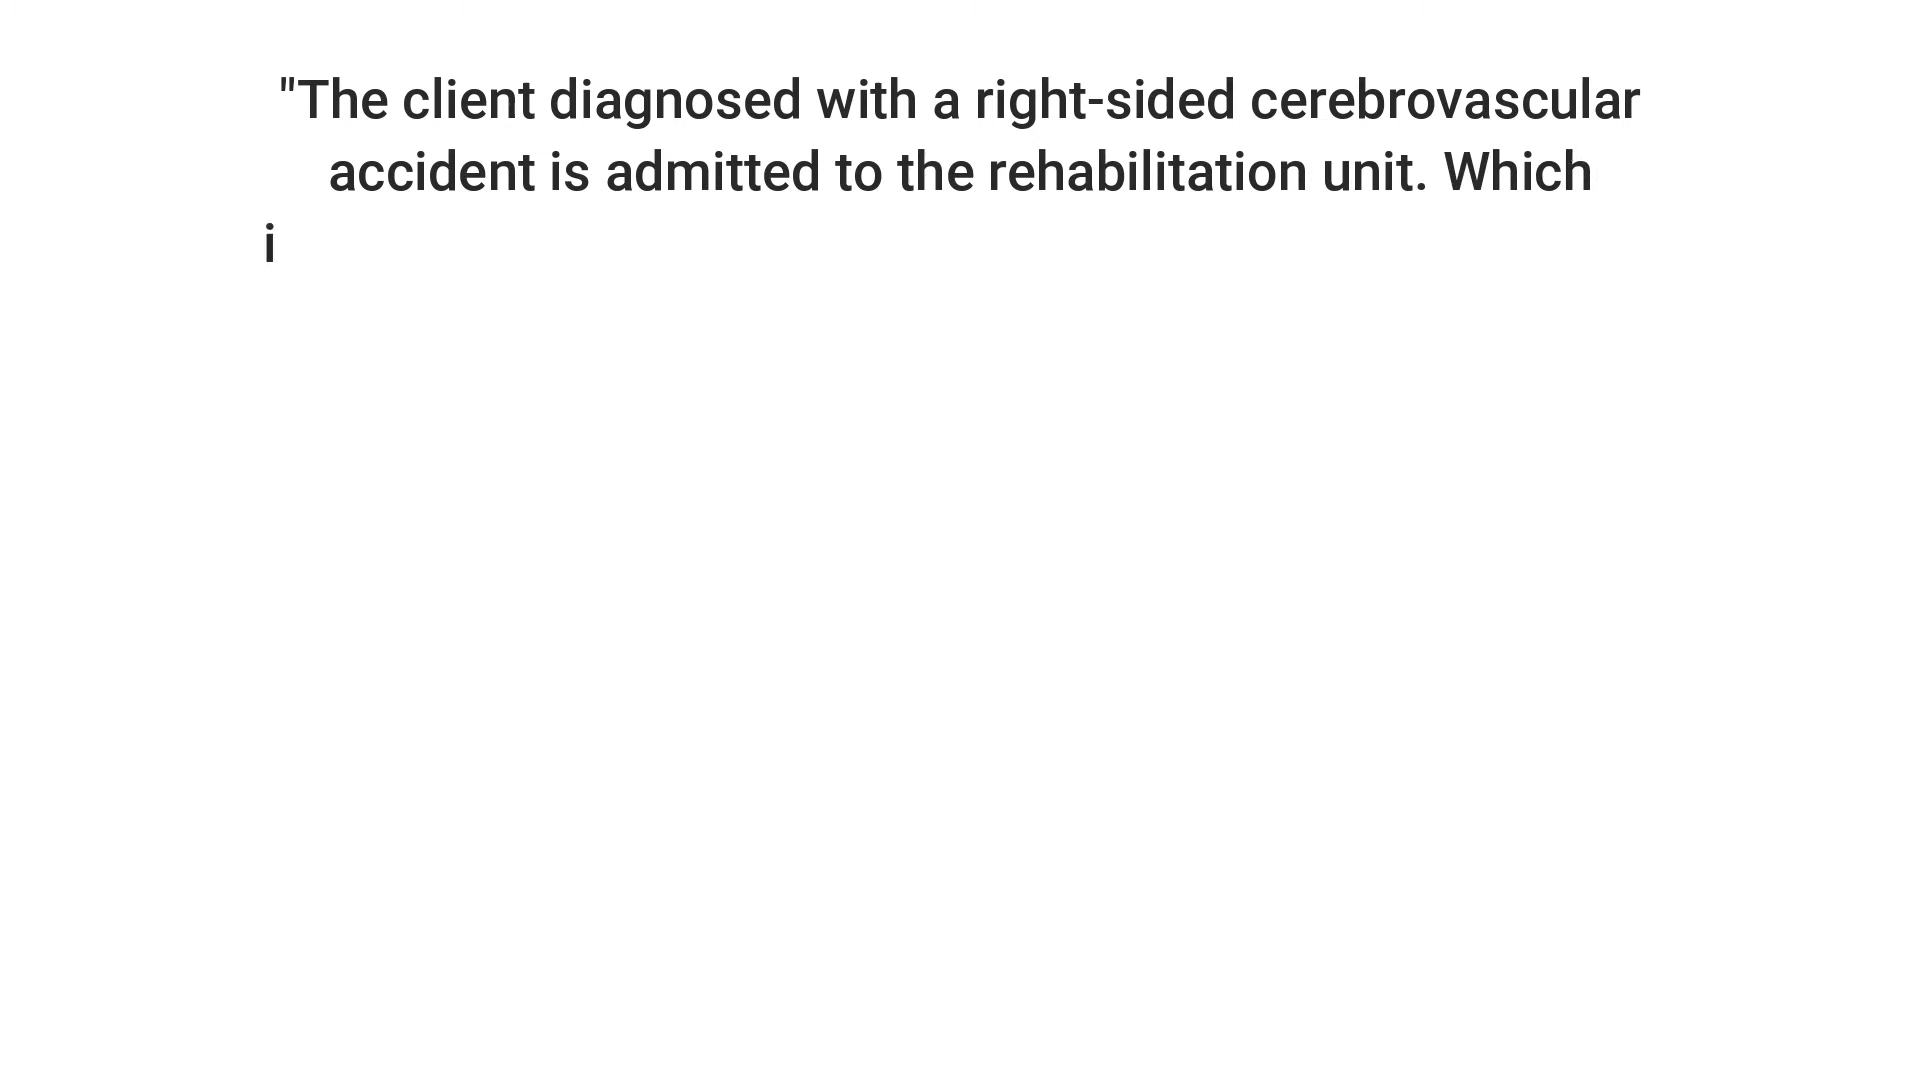 "The client diagnosed with a right-sided cerebrovascular
accident is admitted to the rehabilitation unit. Which
i